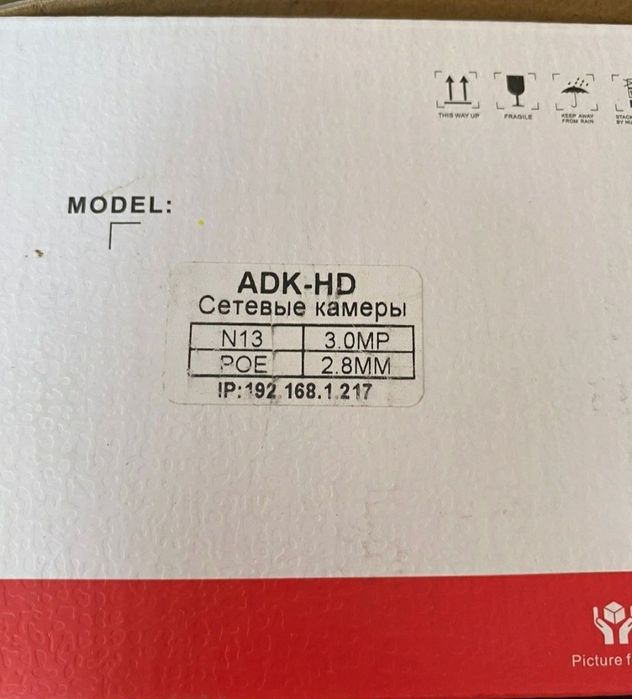 THIS WAY UP
FRAGILE
KEEP AWAY
FROM RAIN
STACK
MODEL:
ADK-HD
Сетевые камеры
N13 3.0MP
POE 2.8MM
IP:192.168.1.217
Picture f